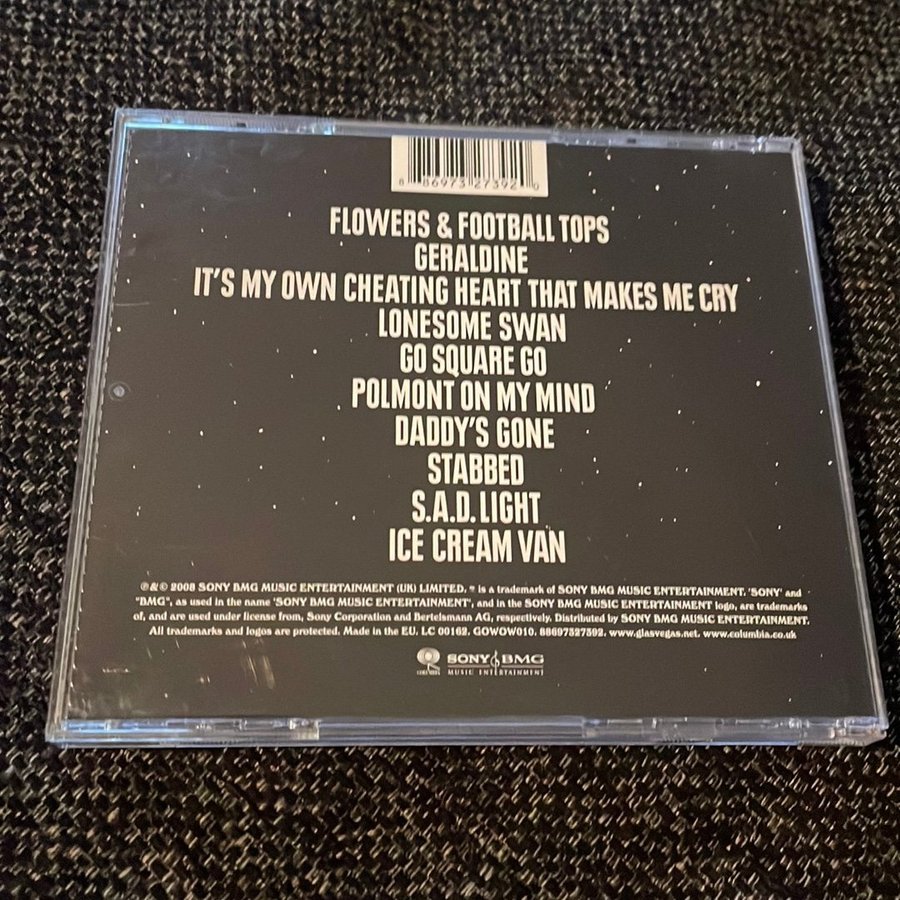 8 86973 27392 0
FLOWERS & FOOTBALL TOPS
GERALDINE
IT'S MY OWN CHEATING HEART THAT MAKES ME CRY
LONESOME SWAN
GO SQUARE GO
POLMONT ON MY MIND
DADDY'S GONE
STABBED
S.A.D. LIGHT
ICE CREAM VAN
℗&© 2008 SONY BMG MUSIC ENTERTAINMENT (UK) LIMITED, is a trademark of SONY BMG MUSIC ENTERTAINMENT. 'SONY' and
"BMG", as used in the name 'SONY BMG MUSIC ENTERTAINMENT', and in the SONY BMG MUSIC ENTERTAINMENT logo, are trademarks
of, and are used under license from, Sony Corporation and Bertelsmann AG, respectively. Distributed by SONY BMG MUSIC ENTERTAINMENT.
All trademarks and logos are protected. Made in the EU. LC 00162. GOWOW010. 88697327392. www.glasvegas.net. www.columbia.co.uk
COLUMBIA SONY BMG
MUSIC ENTERTAINMENT